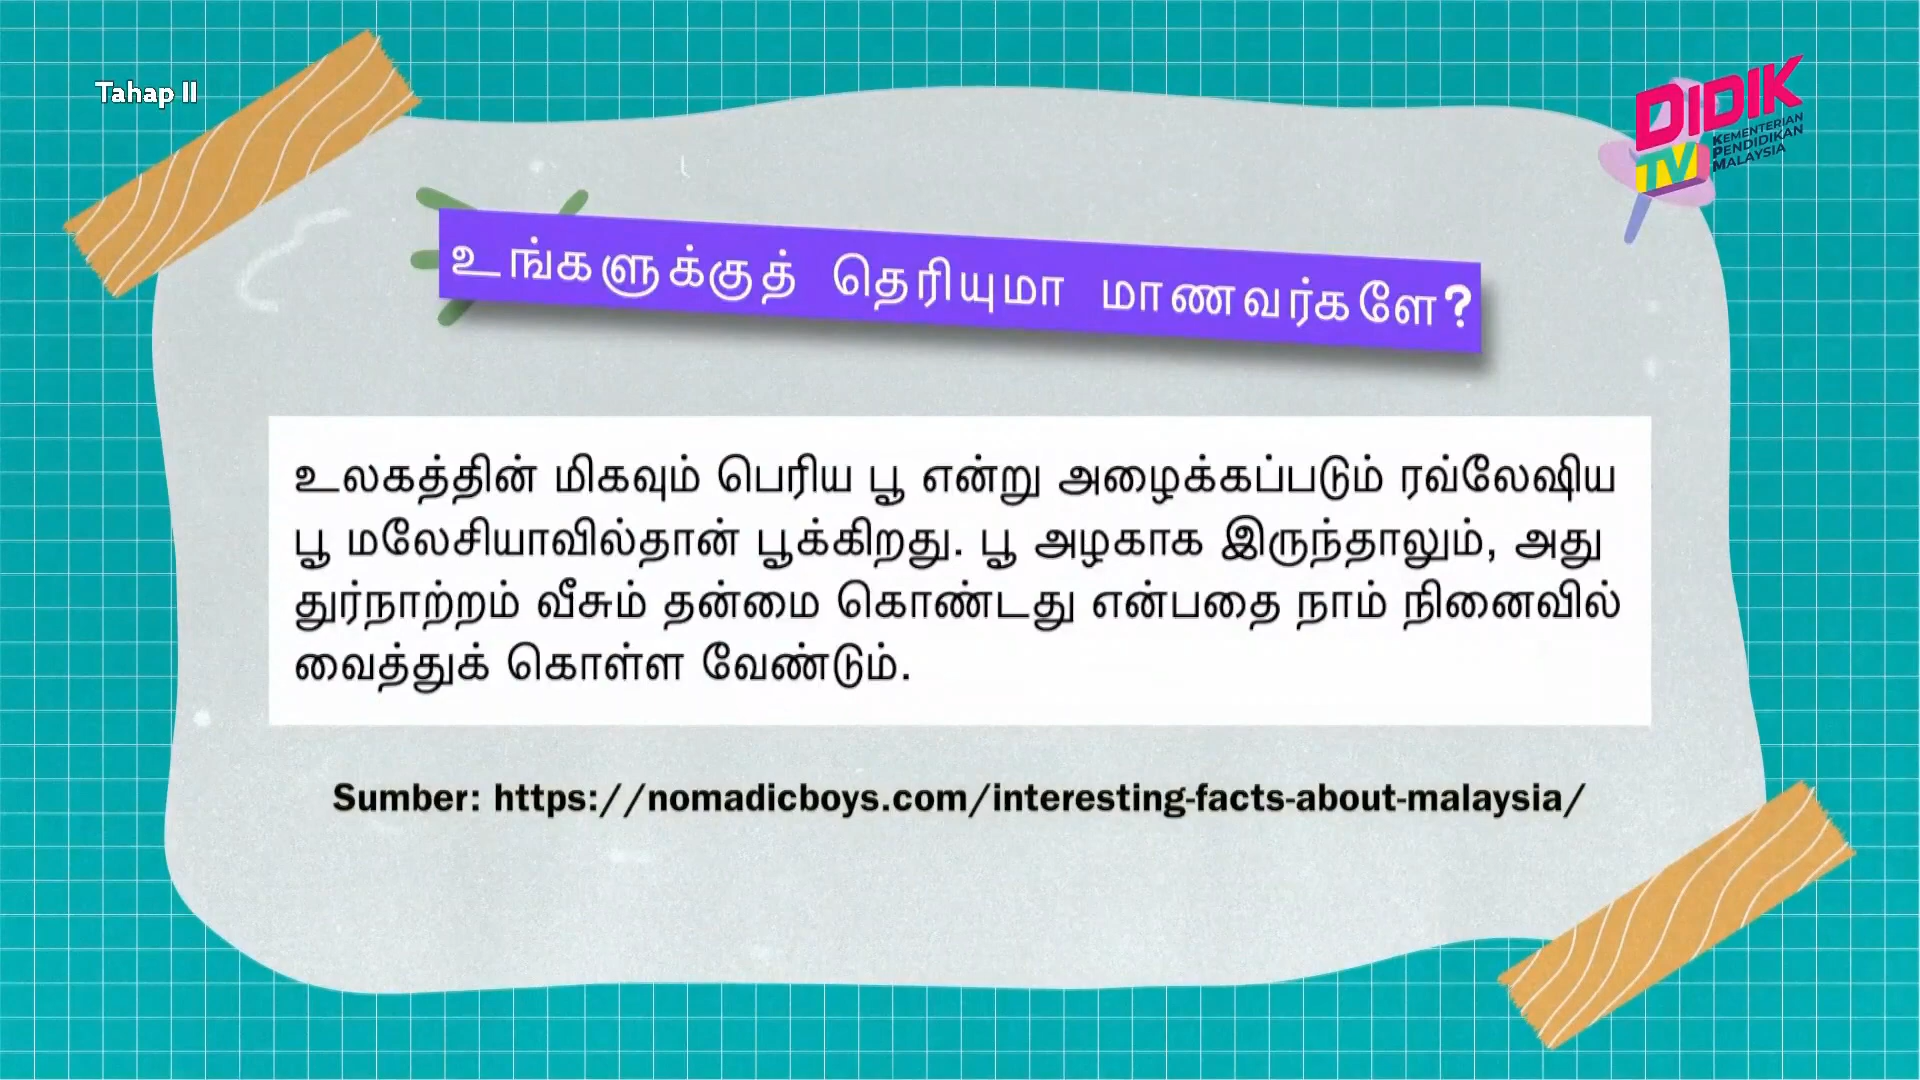 Tahap II
DIDIK
TV
KEMENTERIAN
PENDIDIKAN
MALAYSIA
உங்களுக்குத் தெரியுமா மாணவர்களே?
உலகத்தின் மிகவும் பெரிய பூ என்று அழைக்கப்படும் ரவ்லேஷிய
பூ மலேசியாவில்தான் பூக்கிறது. பூ அழகாக இருந்தாலும், அது
துர்நாற்றம் வீசும் தன்மை கொண்டது என்பதை நாம் நினைவில்
வைத்துக் கொள்ள வேண்டும்.
Sumber: https://nomadicboys.com/interesting-facts-about-malaysia/